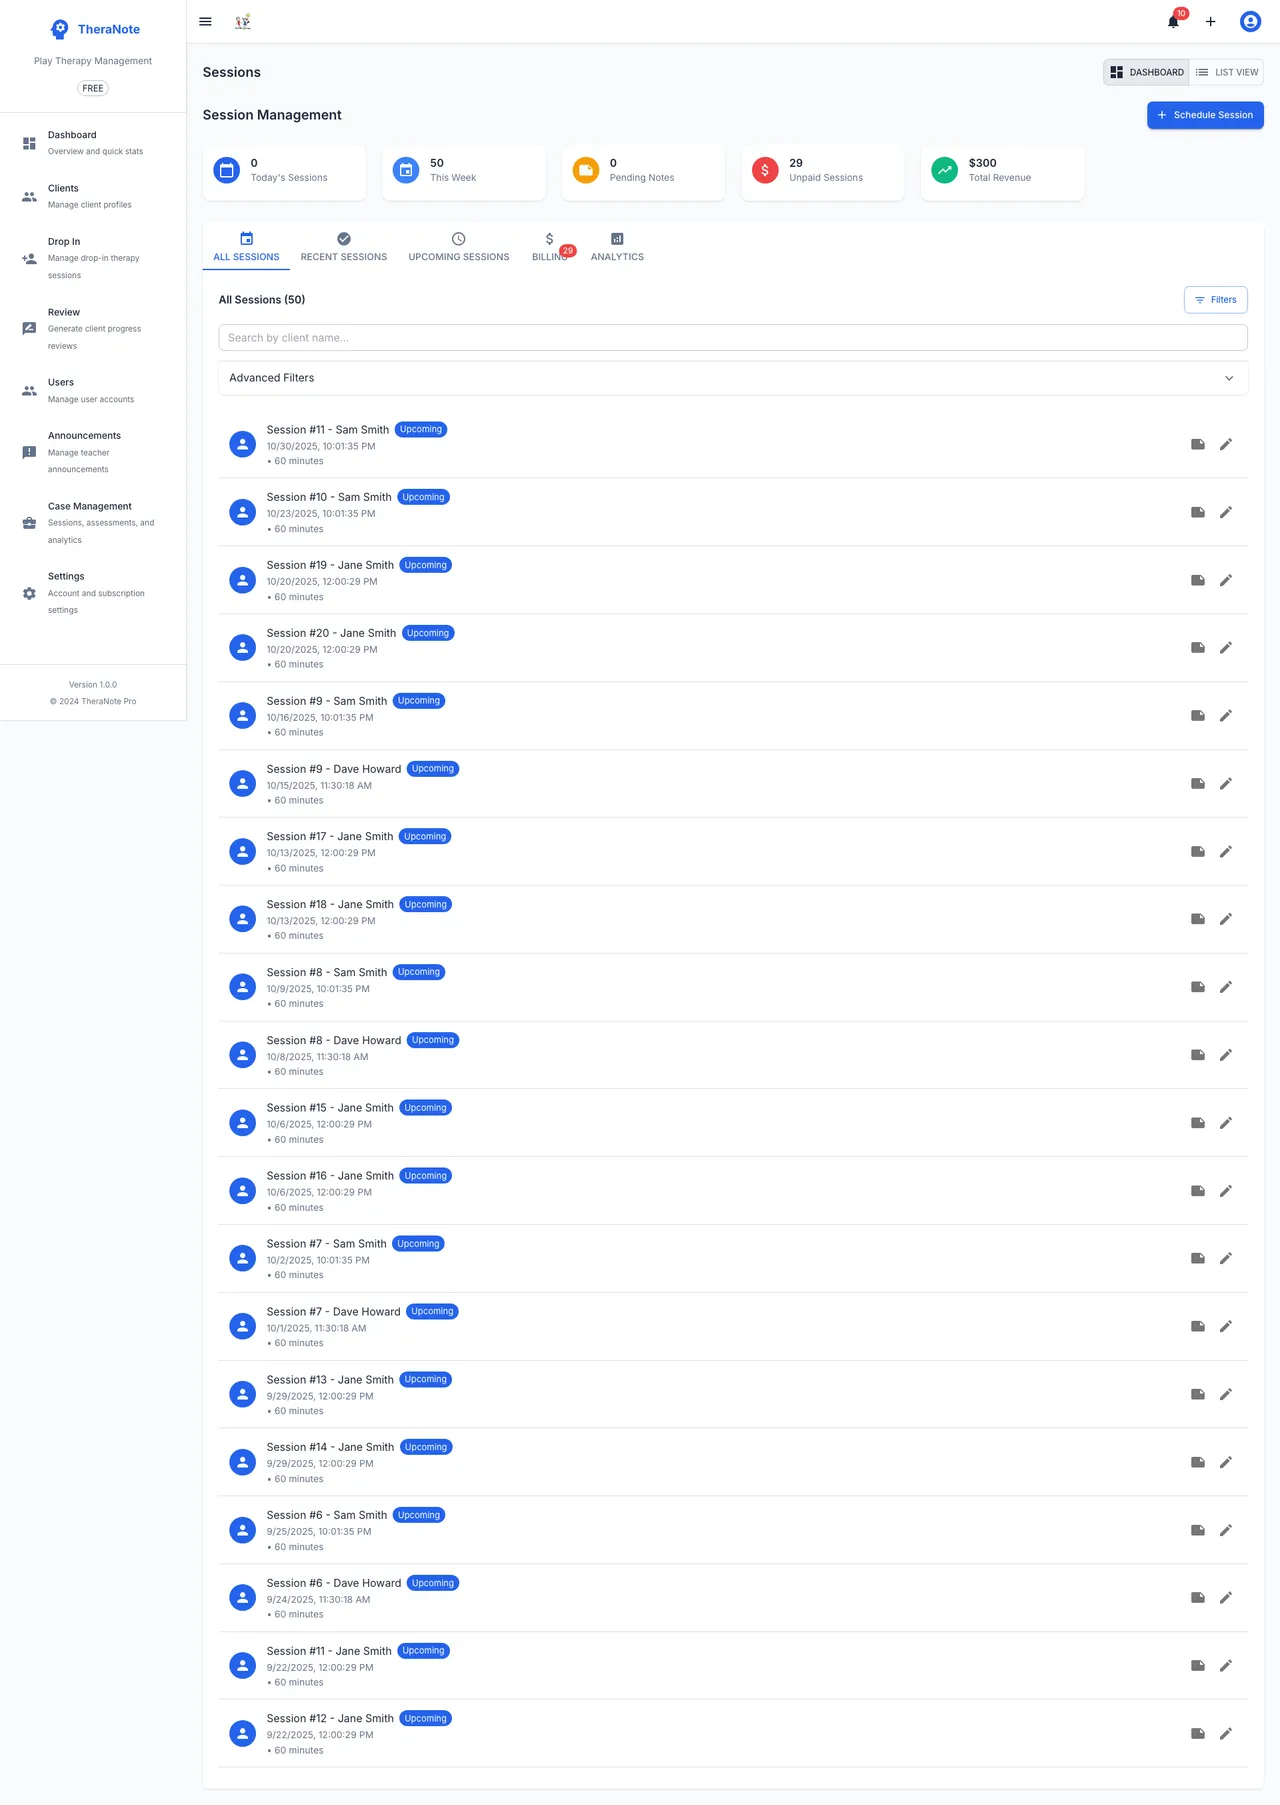 TheraNote
Play Therapy Management
FREE
Dashboard
Overview and quick stats
Clients
Manage client profiles
Drop In
Manage drop-in therapy
sessions
Review
Generate client progress
reviews
Users
Manage user accounts
Announcements
Manage teacher
announcements
Case Management
Sessions, assessments, and
analytics
Settings
Account and subscription
settings
Version 1.0.0
© 2024 TheraNote Pro
10
Sessions
DASHBOARD
LIST VIEW
Session Management
+ Schedule Session
0
Today's Sessions
50
This Week
0
Pending Notes
$
29
Unpaid Sessions
$300
Total Revenue
ALL SESSIONS
RECENT SESSIONS
UPCOMING SESSIONS
$
BILLING
29
ANALYTICS
All Sessions (50)
Filters
Search by client name...
Advanced Filters
Session #11 - Sam Smith Upcoming
10/30/2025, 10:01:35 PM
• 60 minutes
Session #10 - Sam Smith Upcoming
10/23/2025, 10:01:35 PM
• 60 minutes
Session #19 - Jane Smith Upcoming
10/20/2025, 12:00:29 PM
• 60 minutes
Session #20 - Jane Smith Upcoming
10/20/2025, 12:00:29 PM
• 60 minutes
Session #9 - Sam Smith Upcoming
10/16/2025, 10:01:35 PM
• 60 minutes
Session #9 - Dave Howard Upcoming
10/15/2025, 11:30:18 AM
• 60 minutes
Session #17 - Jane Smith Upcoming
10/13/2025, 12:00:29 PM
• 60 minutes
Session #18 - Jane Smith Upcoming
10/13/2025, 12:00:29 PM
• 60 minutes
Session #8 - Sam Smith Upcoming
10/9/2025, 10:01:35 PM
• 60 minutes
Session #8 - Dave Howard Upcoming
10/8/2025, 11:30:18 AM
• 60 minutes
Session #15 - Jane Smith Upcoming
10/6/2025, 12:00:29 PM
• 60 minutes
Session #16 - Jane Smith Upcoming
10/6/2025, 12:00:29 PM
• 60 minutes
Session #7 - Sam Smith Upcoming
10/2/2025, 10:01:35 PM
• 60 minutes
Session #7 - Dave Howard Upcoming
10/1/2025, 11:30:18 AM
• 60 minutes
Session #13 - Jane Smith Upcoming
9/29/2025, 12:00:29 PM
• 60 minutes
Session #14 - Jane Smith Upcoming
9/29/2025, 12:00:29 PM
• 60 minutes
Session #6 - Sam Smith Upcoming
9/25/2025, 10:01:35 PM
• 60 minutes
Session #6 - Dave Howard Upcoming
9/24/2025, 11:30:18 AM
• 60 minutes
Session #11 - Jane Smith Upcoming
9/22/2025, 12:00:29 PM
• 60 minutes
Session #12 - Jane Smith Upcoming
9/22/2025, 12:00:29 PM
• 60 minutes